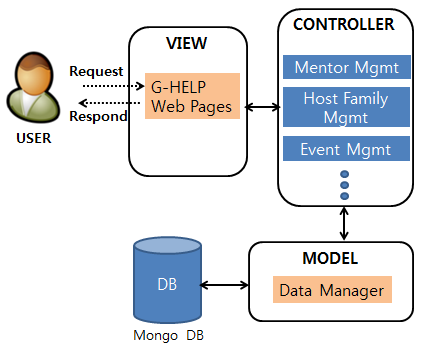 USER
Request
Respond
VIEW
G-HELP
Web Pages
CONTROLLER
Mentor Mgmt
Host Family
Mgmt
Event Mgmt
MODEL
Data Manager
DB
Mongo DB